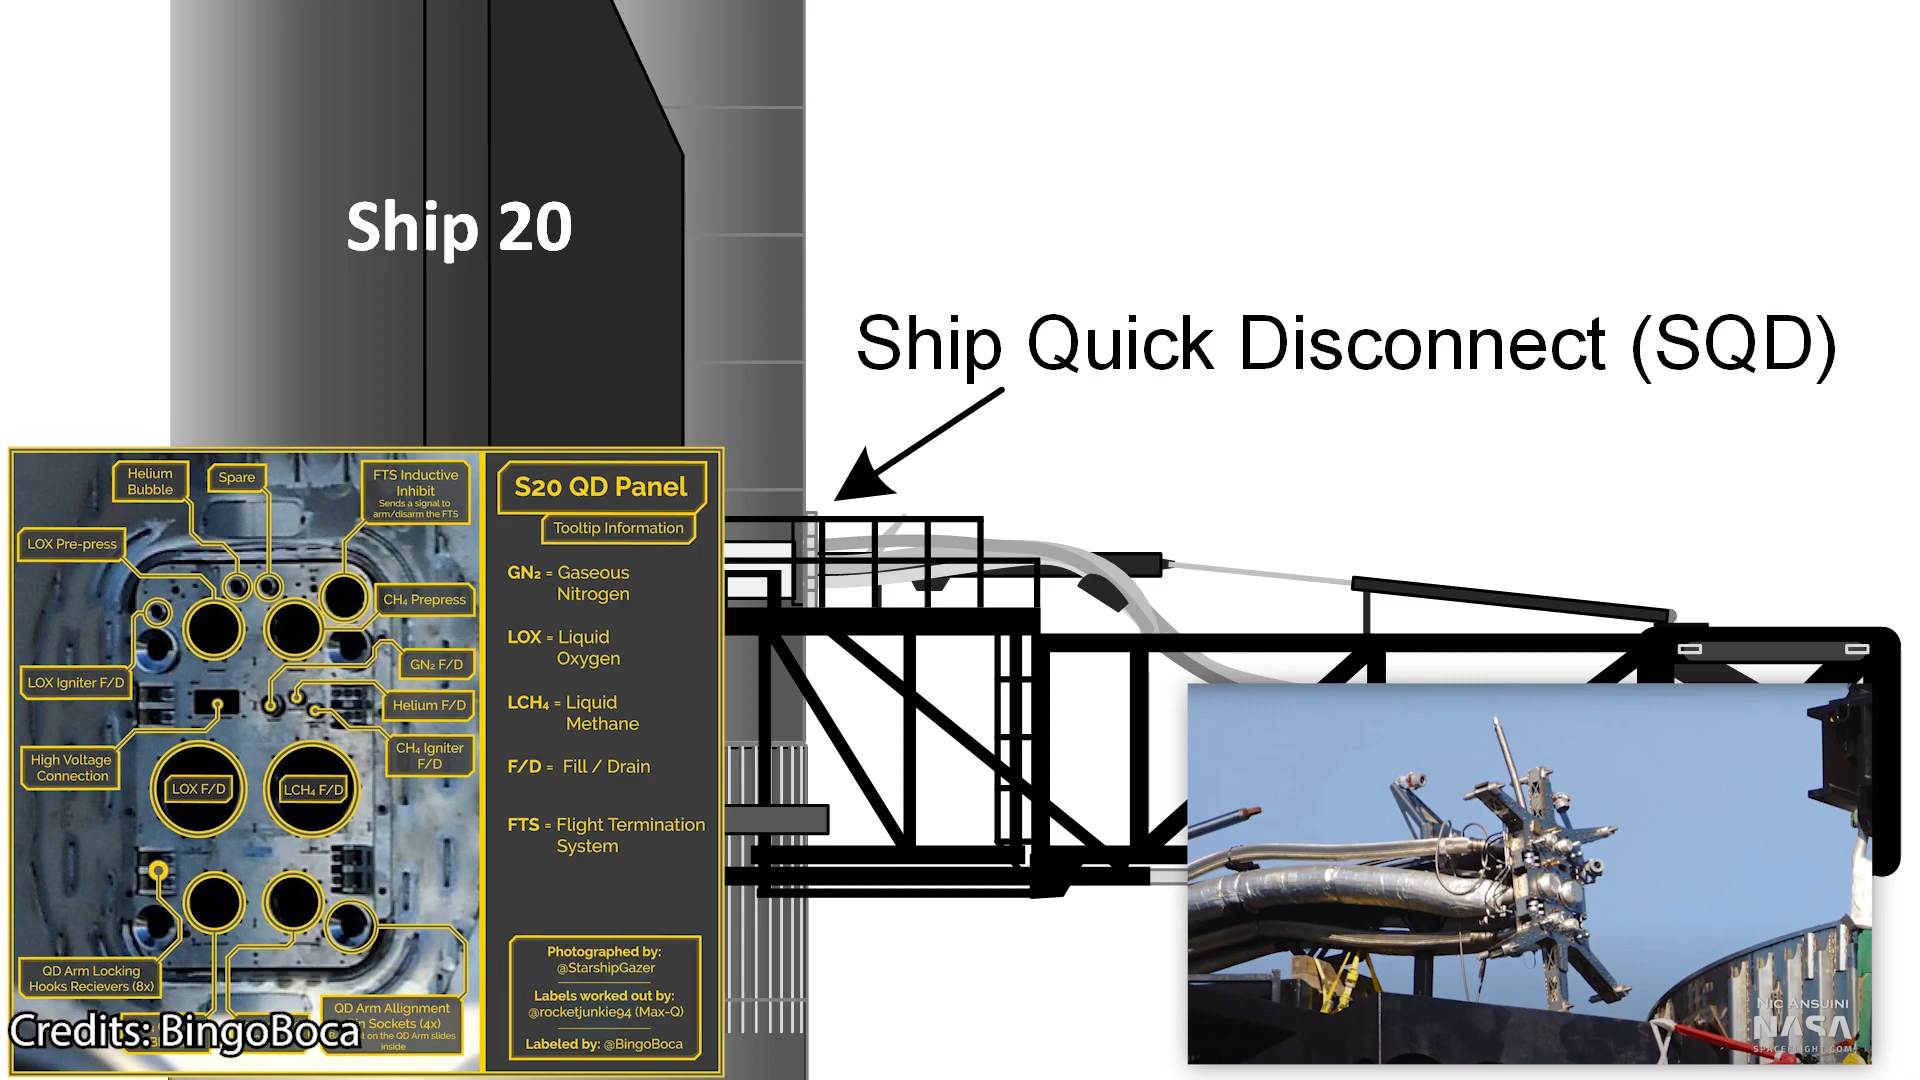 Ship 20
Ship Quick Disconnect (SQD)
Helium
Bubble
Spare
FTS Inductive
Inhibit
Sends a signal to
arm/disarm the FTS
LOX Pre-press
CH₄ Prepress
GN₂ F/D
LOX Igniter F/D
Helium F/D
High Voltage
Connection
CH₄ Igniter
F/D
LOX F/D
LCH₄ F/D
QD Arm Locking
Hooks Recievers (8x)
QD Arm Allignment
Sockets (4x)
on the QD Arm slides
inside
Credits: BingoBoca
S20 QD Panel
Tooltip Information
GN₂ = Gaseous
Nitrogen
LOX = Liquid
Oxygen
LCH₄ = Liquid
Methane
F/D = Fill / Drain
FTS = Flight Termination
System
Photographed by:
@StarshipGazer
Labels worked out by:
@rocketjunkie94 (Max-Q)
Labeled by: @BingoBoca
NIC ANSUINI
NASA
SPACEFLIGHT.COM